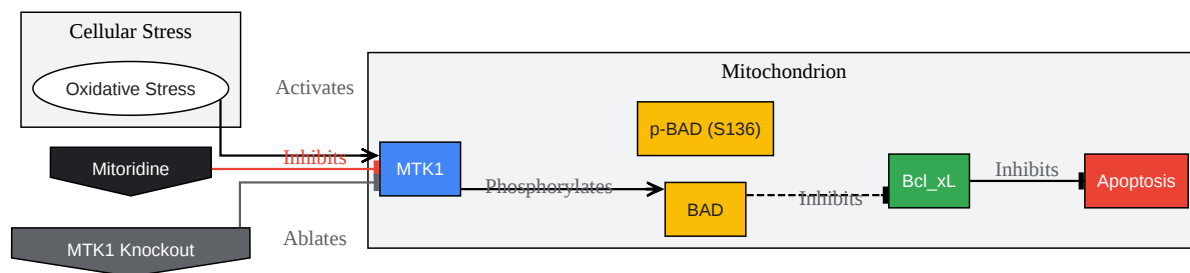 Cellular Stress
Oxidative Stress
Activates
Mitochondrion
p-BAD (S136)
Mitoridine
Inhibits
MTK1
Phosphorylates
BAD
Inhibits
Bcl_xL
Inhibits
Apoptosis
MTK1 Knockout
Ablates